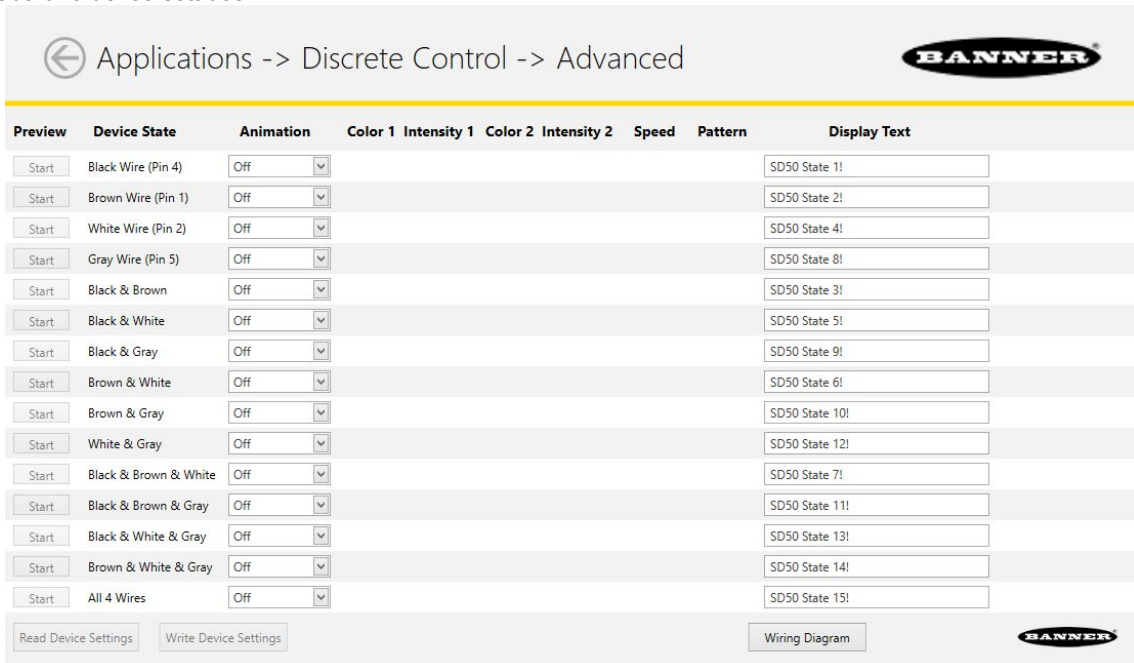 Applications -> Discrete Control -> Advanced
BANNER
Preview Device State Animation Color 1 Intensity 1 Color 2 Intensity 2 Speed Pattern Display Text
Start Black Wire (Pin 4) Off SD50 State 1!
Start Brown Wire (Pin 1) Off SD50 State 2!
Start White Wire (Pin 2) Off SD50 State 4!
Start Gray Wire (Pin 5) Off SD50 State 8!
Start Black & Brown Off SD50 State 3!
Start Black & White Off SD50 State 5!
Start Black & Gray Off SD50 State 9!
Start Brown & White Off SD50 State 6!
Start Brown & Gray Off SD50 State 10!
Start White & Gray Off SD50 State 12!
Start Black & Brown & White Off SD50 State 7!
Start Black & Brown & Gray Off SD50 State 11!
Start Black & White & Gray Off SD50 State 13!
Start Brown & White & Gray Off SD50 State 14!
Start All 4 Wires Off SD50 State 15!
Read Device Settings Write Device Settings Wiring Diagram BANNER